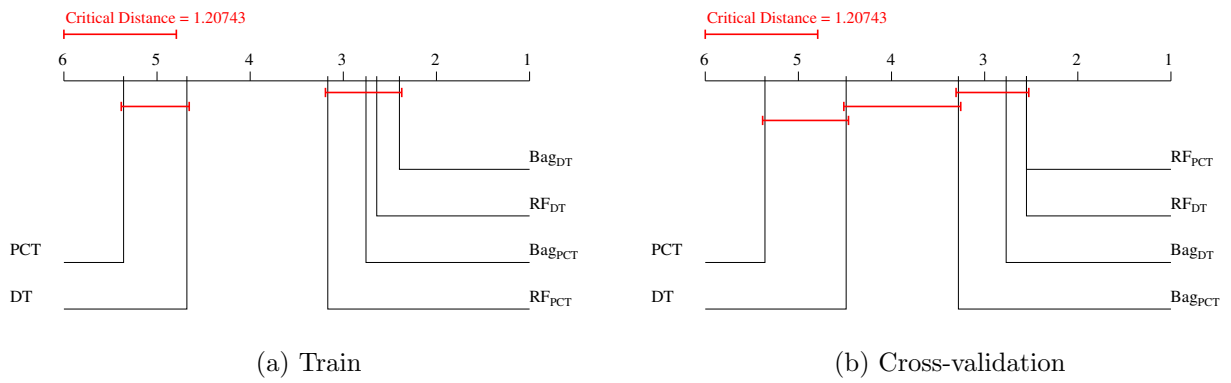 Critical Distance = 1.20743
6 5 4 3 2 1
Bag_DT
RF_DT
PCT
Bag_PCT
DT
RF_PCT
(a) Train
Critical Distance = 1.20743
6 5 4 3 2 1
RF_PCT
RF_DT
PCT
Bag_DT
DT
Bag_PCT
(b) Cross-validation